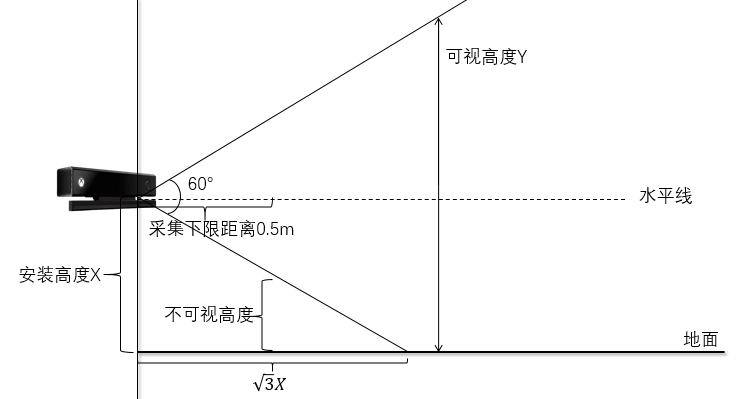 可视高度Y
60°
水平线
采集下限距离0.5m
安装高度X
不可视高度
地面
√3X